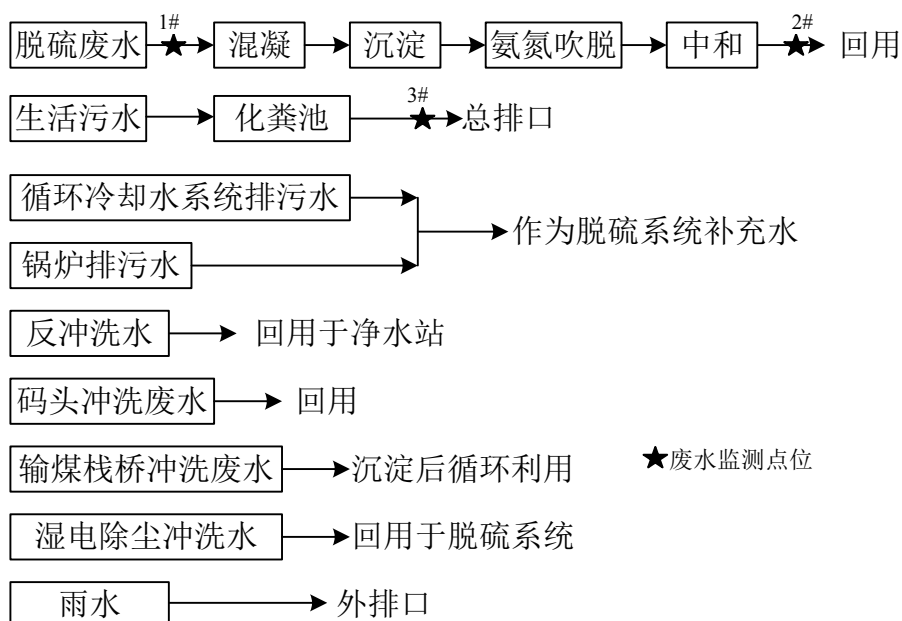 1# 2#
脱硫废水 混凝 沉淀 氨氮吹脱 中和 回用
3#
生活污水 化粪池 总排口
循环冷却水系统排污水
作为脱硫系统补充水
锅炉排污水
反冲洗水 回用于净水站
码头冲洗废水 回用
输煤栈桥冲洗废水 沉淀后循环利用 ★废水监测点位
湿电除尘冲洗水 回用于脱硫系统
雨水 外排口